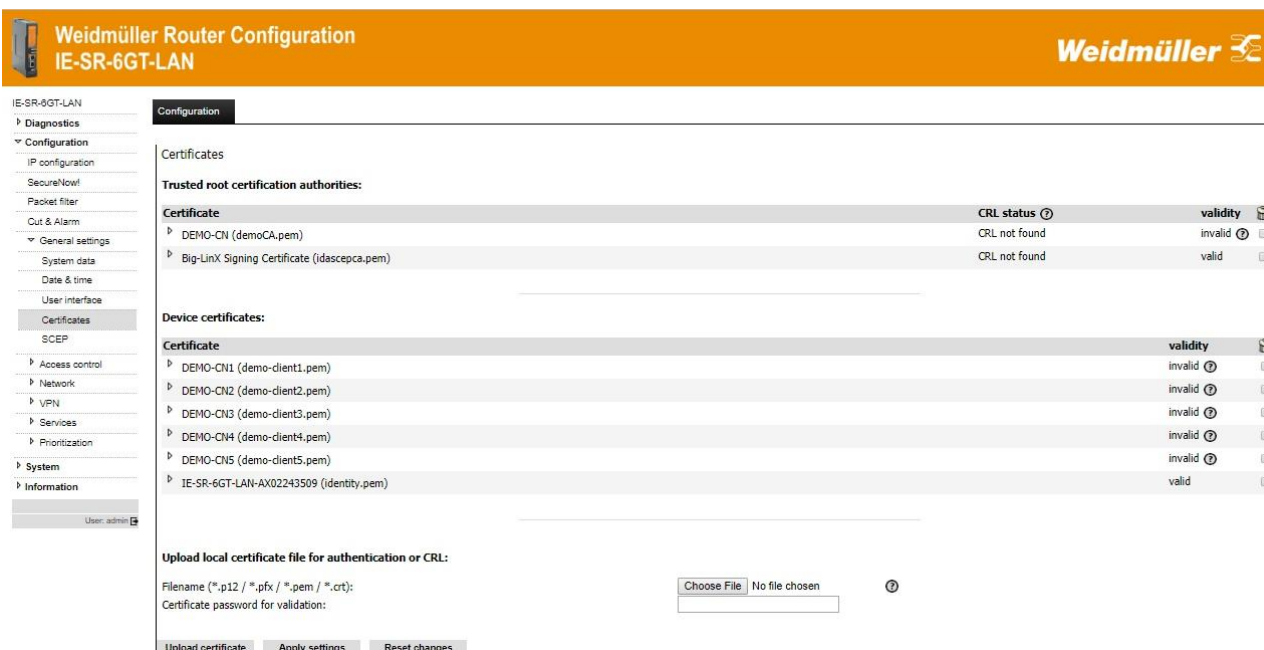 Weidmüller Router Configuration
IE-SR-6GT-LAN
Weidmüller
IE-SR-6GT-LAN
Diagnostics
Configuration
IP configuration
SecureNow!
Packet filter
Cut & Alarm
General settings
System data
Date & time
User interface
Certificates
SCEP
Access control
Network
VPN
Services
Prioritization
System
Information
User: admin
Configuration
Certificates
Trusted root certification authorities:
Certificate CRL status validity
DEMO-CN (demoCA.pem) CRL not found invalid
Big-LinX Signing Certificate (idascepca.pem) CRL not found valid
Device certificates:
Certificate validity
DEMO-CN1 (demo-client1.pem) invalid
DEMO-CN2 (demo-client2.pem) invalid
DEMO-CN3 (demo-client3.pem) invalid
DEMO-CN4 (demo-client4.pem) invalid
DEMO-CN5 (demo-client5.pem) invalid
IE-SR-6GT-LAN-AX02243509 (identity.pem) valid
Upload local certificate file for authentication or CRL:
Filename (*.p12 / *.pfx / *.pem / *.crt): Choose File No file chosen
Certificate password for validation:
Upload certificate Apply settings Reset changes